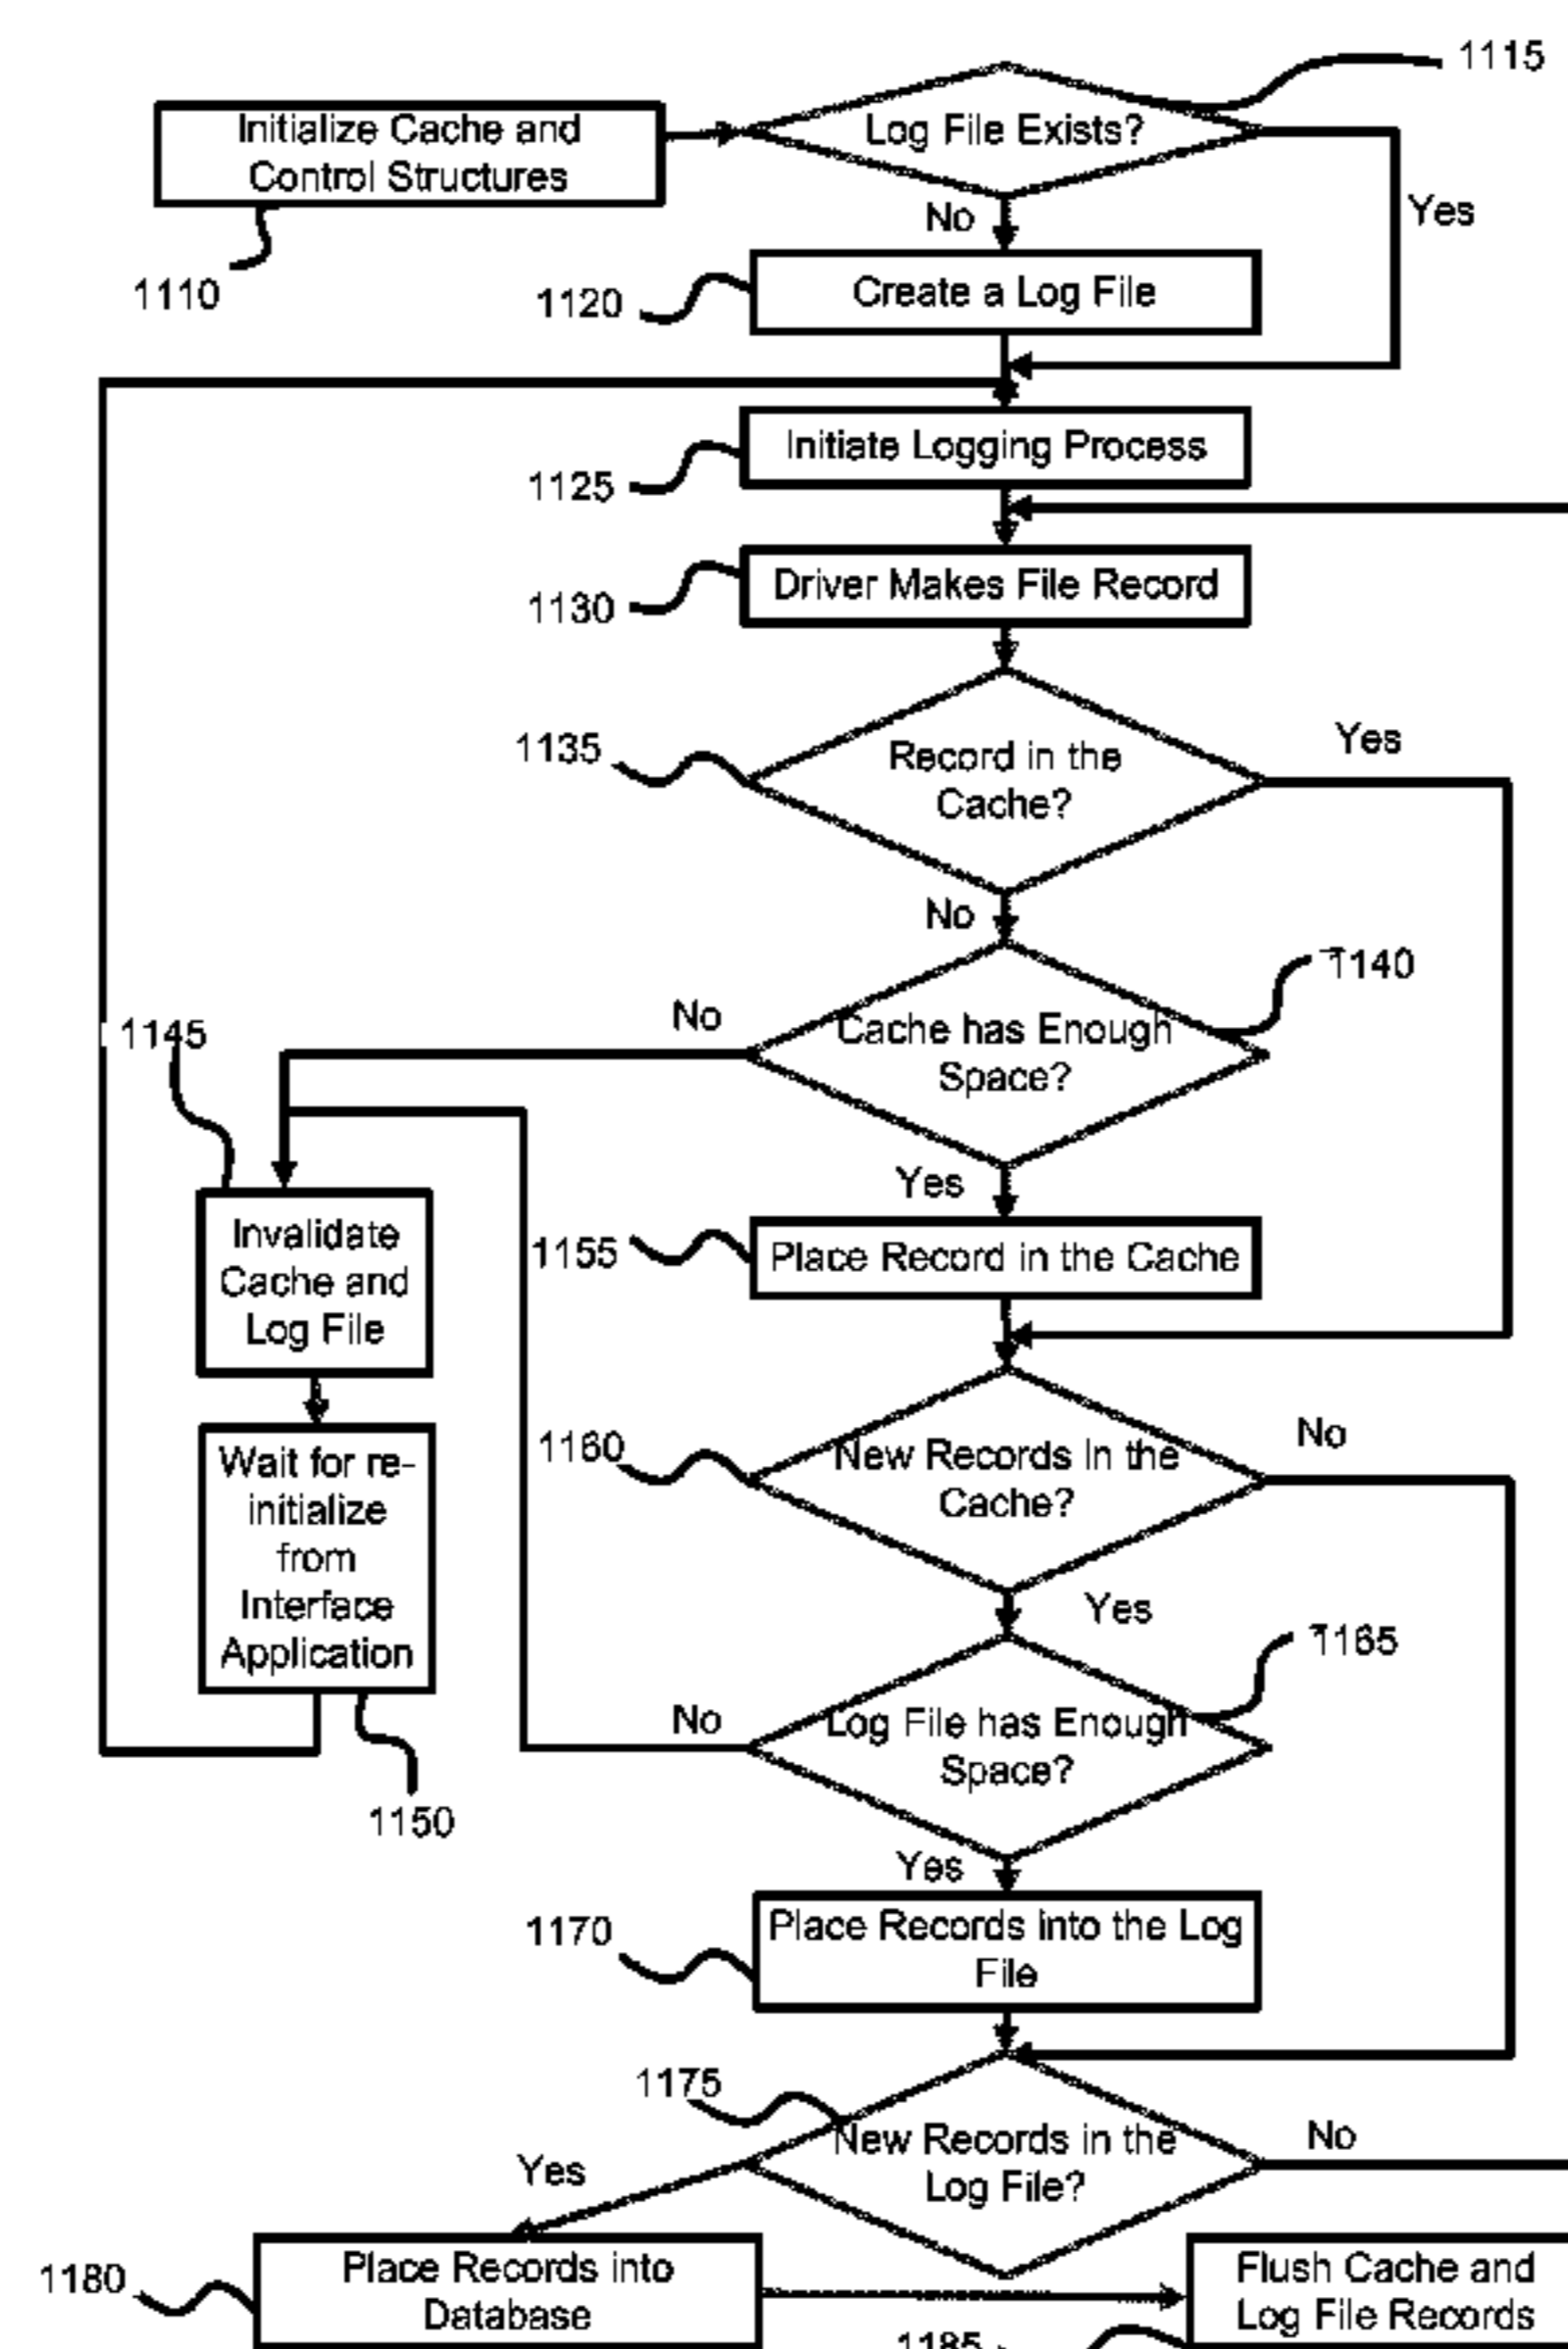 1115
Initialize Cache and
Control Structures
Log File Exists?
No
Yes
1110
1120
Create a Log File
Initiate Logging Process
1125
Driver Makes File Record
1130
1135
Record in the
Cache?
Yes
No
1140
No
Cache has Enough
Space?
1145
Yes
Invalidate
Cache and
Log File
1155
Place Record in the Cache
1160
New Records in the
Cache?
No
Wait for re-
initialize
from
Interface
Application
Yes
1165
No
Log File has Enough
Space?
1150
Yes
1170
Place Records into the Log
File
1175
New Records in the
Log File?
No
Yes
1180
Place Records into
Database
Flush Cache and
Log File Records
1185